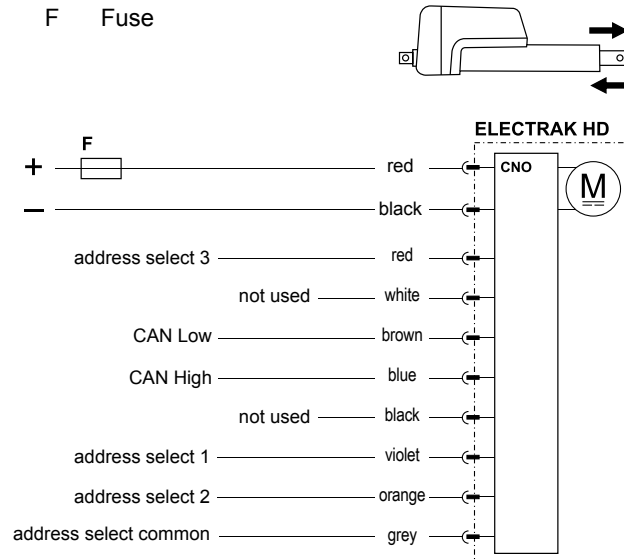 F Fuse
ELECTRAK HD
F
+ red CNO
M
– black
address select 3 red
not used white
CAN Low brown
CAN High blue
not used black
address select 1 violet
address select 2 orange
address select common grey